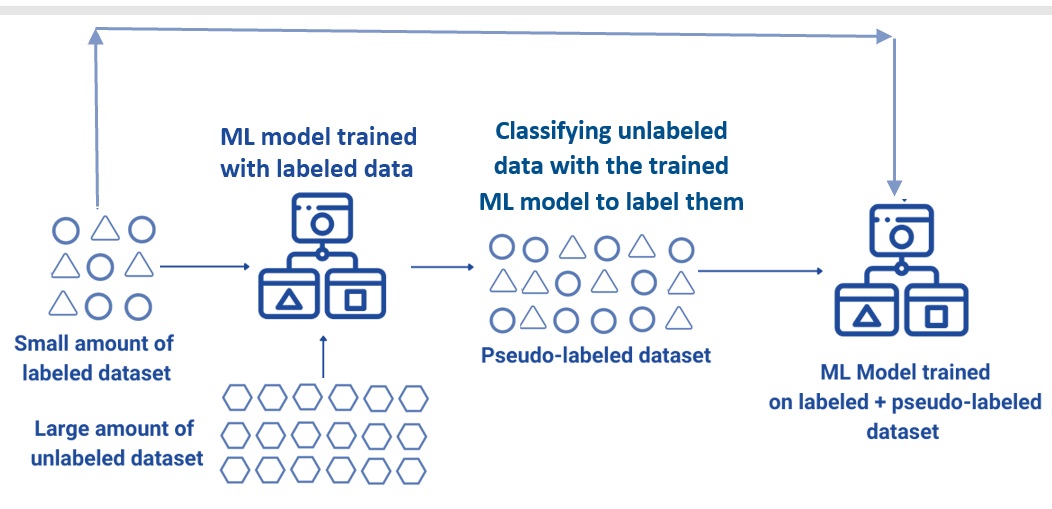 ML model trained
with labeled data
Classifying unlabeled
data with the trained
ML model to label them
Small amount of
labeled dataset
Pseudo-labeled dataset
ML Model trained
on labeled + pseudo-labeled
dataset
Large amount of
unlabeled dataset